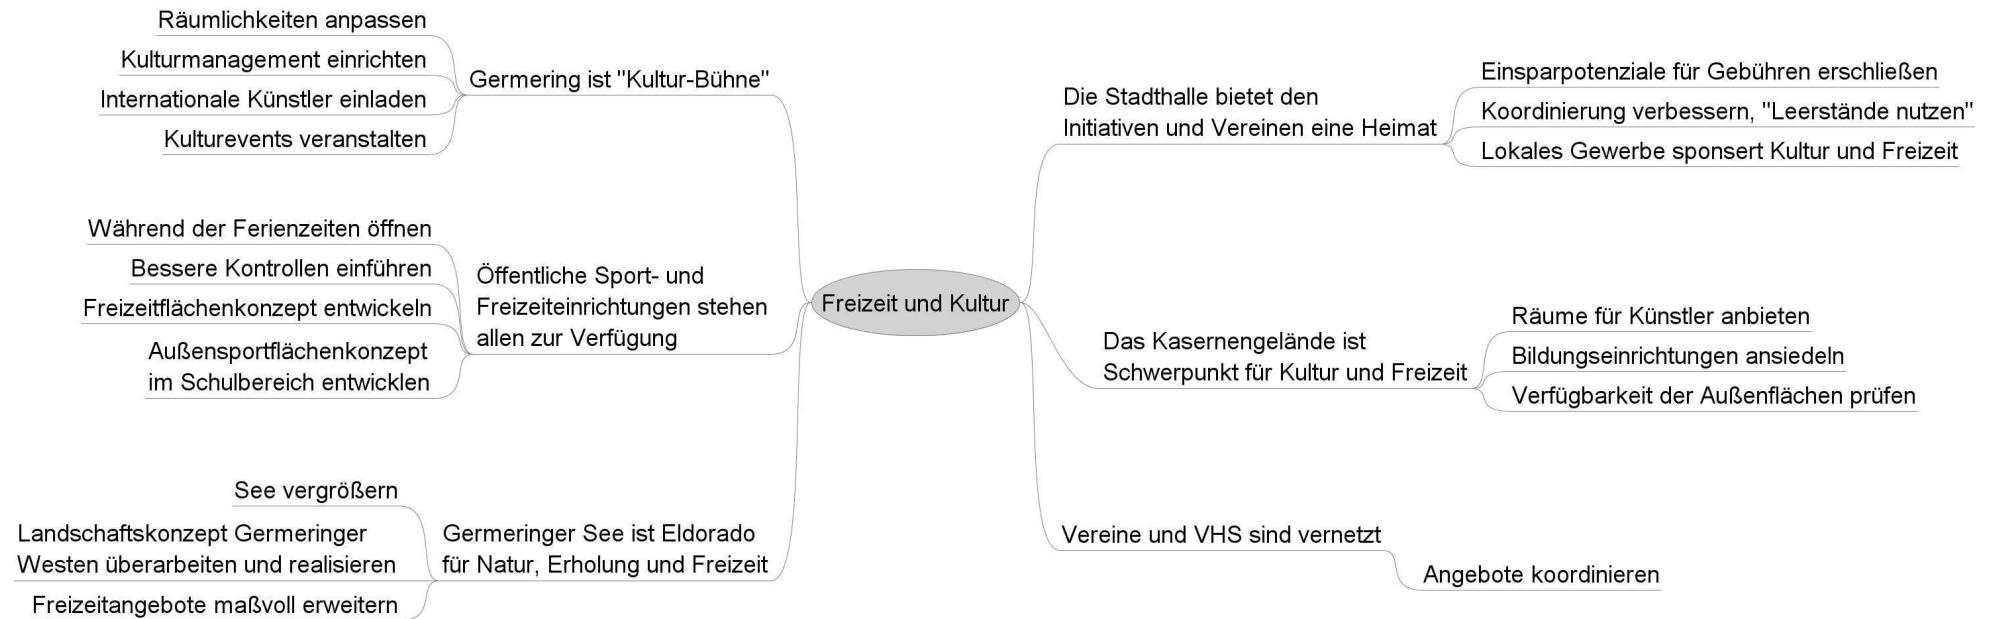 Räumlichkeiten anpassen
Kulturmanagement einrichten
Internationale Künstler einladen
Kulturevents veranstalten
Germering ist "Kultur-Bühne"
Während der Ferienzeiten öffnen
Bessere Kontrollen einführen
Freizeitflächenkonzept entwickeln
Außensportflächenkonzept
im Schulbereich entwicklen
Öffentliche Sport- und
Freizeiteinrichtungen stehen
allen zur Verfügung
See vergrößern
Landschaftskonzept Germeringer
Westen überarbeiten und realisieren
Freizeitangebote maßvoll erweitern
Germeringer See ist Eldorado
für Natur, Erholung und Freizeit
Freizeit und Kultur
Die Stadthalle bietet den
Initiativen und Vereinen eine Heimat
Einsparpotenziale für Gebühren erschließen
Koordinierung verbessern, "Leerstände nutzen"
Lokales Gewerbe sponsert Kultur und Freizeit
Das Kasernengelände ist
Schwerpunkt für Kultur und Freizeit
Räume für Künstler anbieten
Bildungseinrichtungen ansiedeln
Verfügbarkeit der Außenflächen prüfen
Vereine und VHS sind vernetzt
Angebote koordinieren